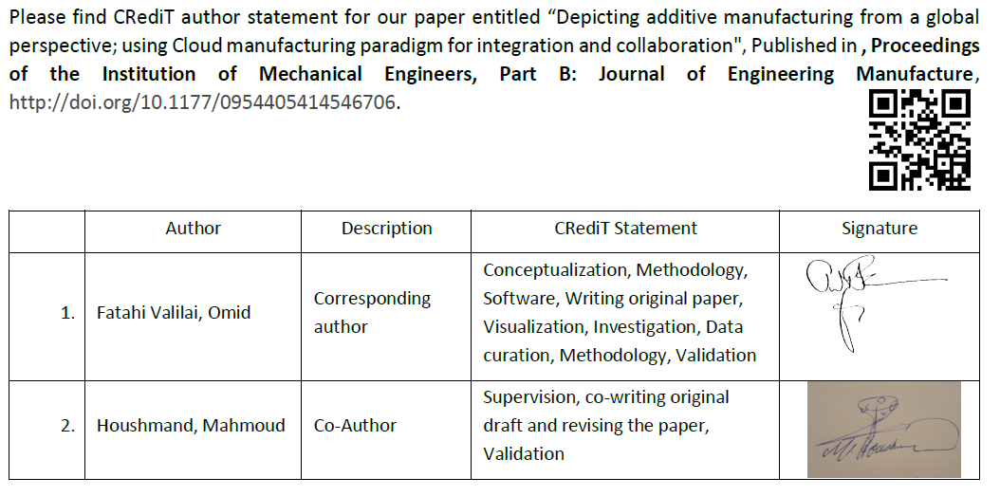 Please find CRediT author statement for our paper entitled “Depicting additive manufacturing from a global
perspective; using Cloud manufacturing paradigm for integration and collaboration", Published in , Proceedings
of the Institution of Mechanical Engineers, Part B: Journal of Engineering Manufacture,
http://doi.org/10.1177/0954405414546706.
Author Description CRediT Statement Signature
1. Fatahi Valilai, Omid
Corresponding
author
Conceptualization, Methodology,
Software, Writing original paper,
Visualization, Investigation, Data
curation, Methodology, Validation
2. Houshmand, Mahmoud
Co-Author
Supervision, co-writing original
draft and revising the paper,
Validation